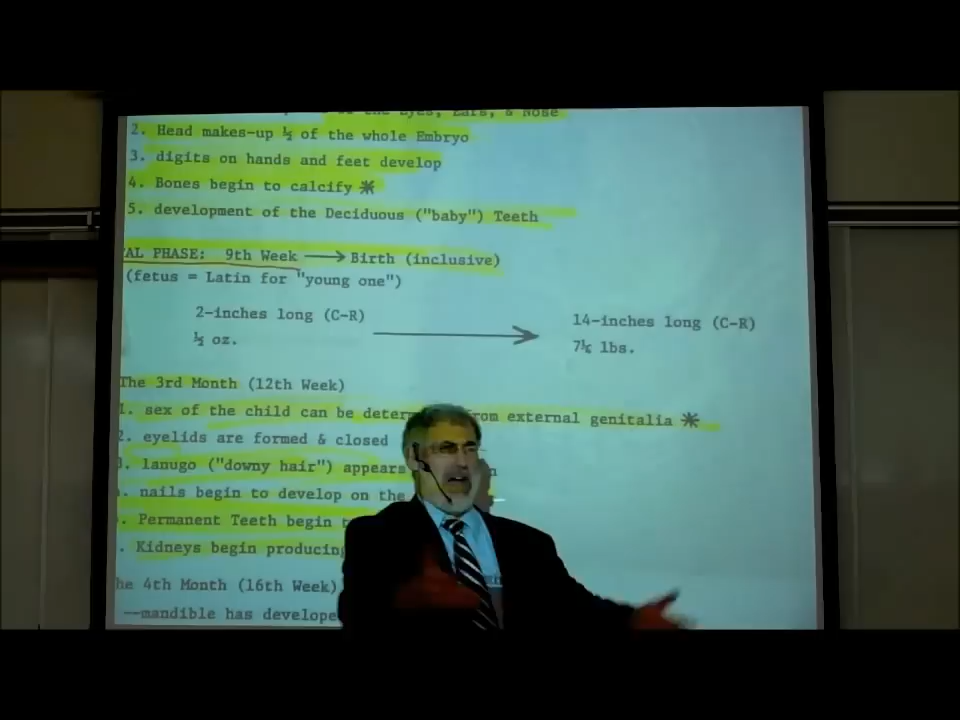 the Eyes, Ears, & Nose
2. Head makes-up ½ of the whole Embryo
3. digits on hands and feet develop
4. Bones begin to calcify *
5. development of the Deciduous ("baby") Teeth
AL PHASE: 9th Week ⟶ Birth (inclusive)
(fetus = Latin for "young one")
2-inches long (C-R) ⟶ 14-inches long (C-R)
½ oz. 7½ lbs.
The 3rd Month (12th Week)
1. sex of the child can be deter from external genitalia *
2. eyelids are formed & closed
3. lanugo ("downy hair") appears
. nails begin to develop on the
. Permanent Teeth begin
. Kidneys begin producing
he 4th Month (16th Week)
--mandible has develope